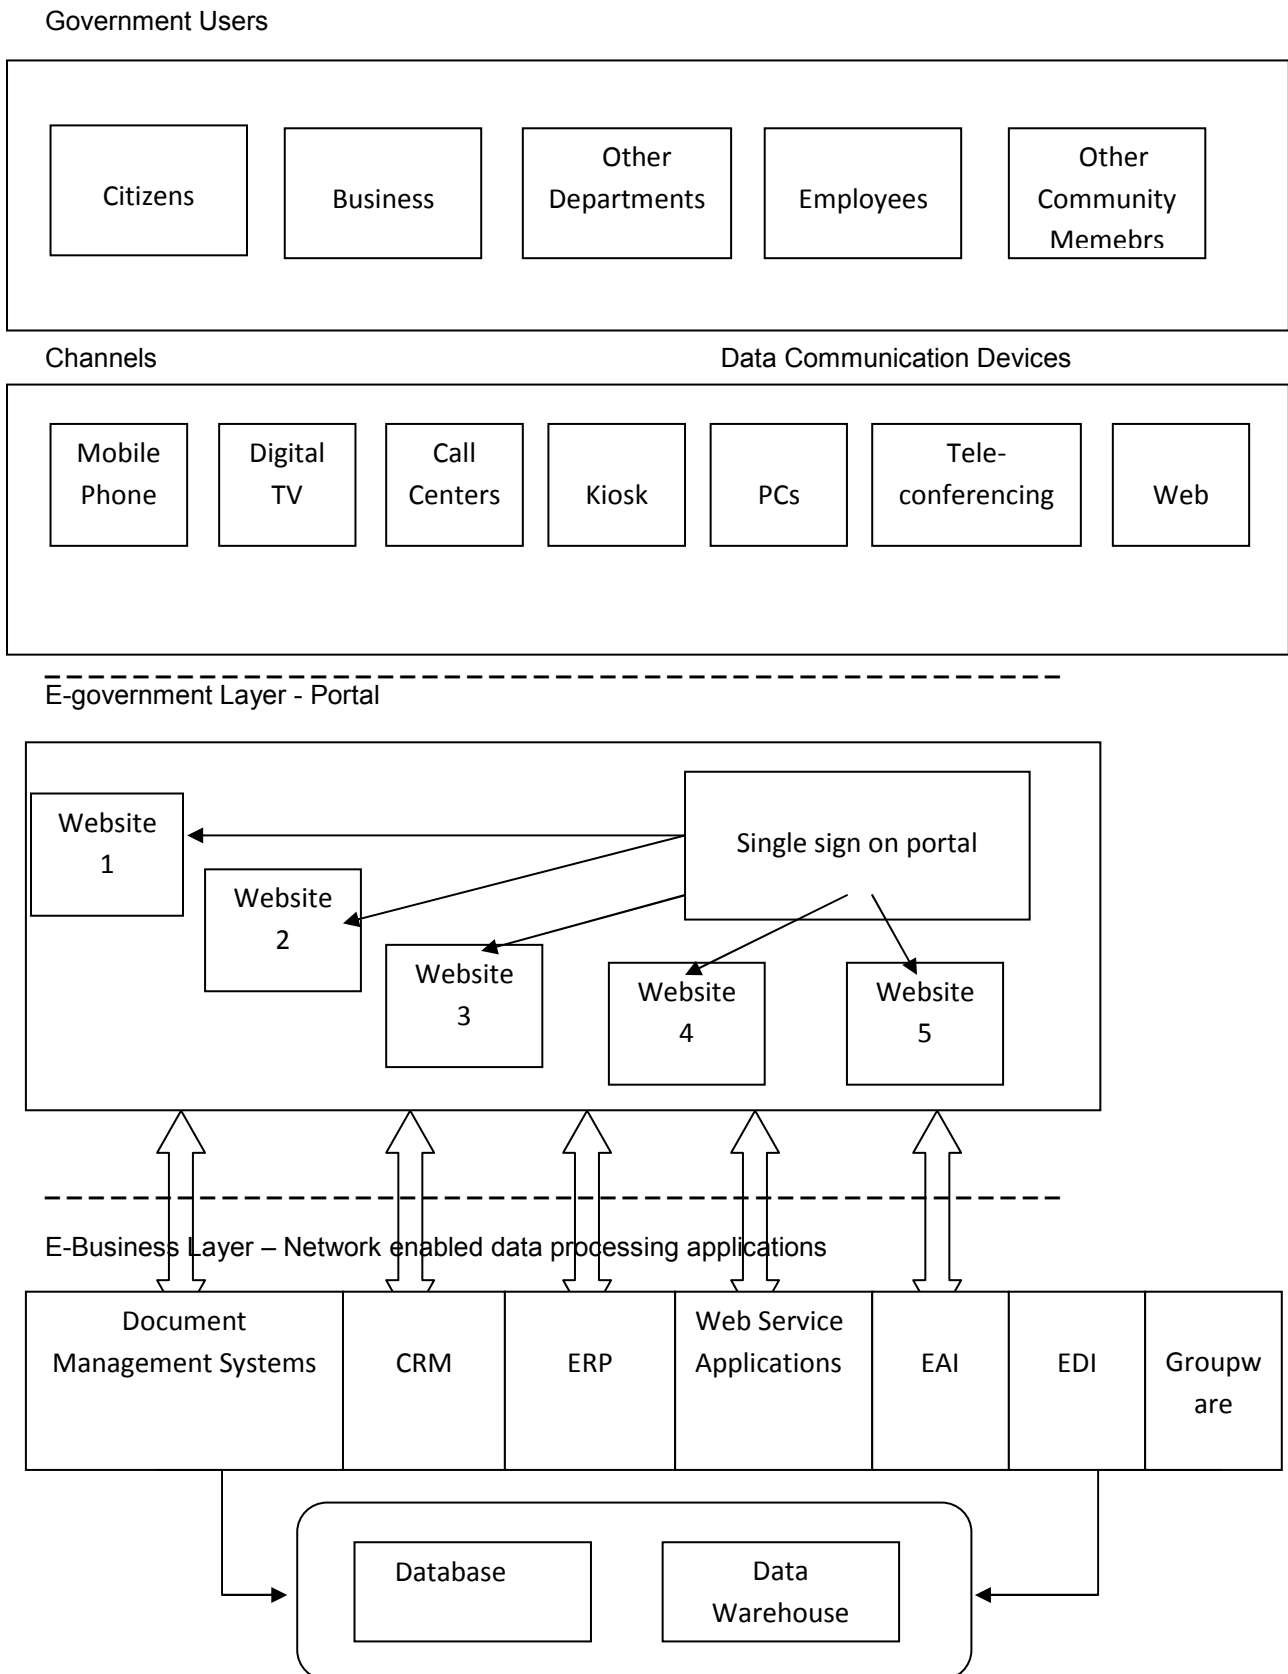 Government Users
Citizens
Business
Other
Departments
Employees
Other
Community
Memebrs
Channels
Data Communication Devices
Mobile
Phone
Digital
TV
Call
Centers
Kiosk
PCs
Tele-
conferencing
Web
E-government Layer - Portal
Single sign on portal
Website
1
Website
2
Website
3
Website
4
Website
5
E-Business Layer – Network enabled data processing applications
Document
Management Systems
CRM
ERP
Web Service
Applications
EAI
EDI
Groupw
are
Database
Data
Warehouse